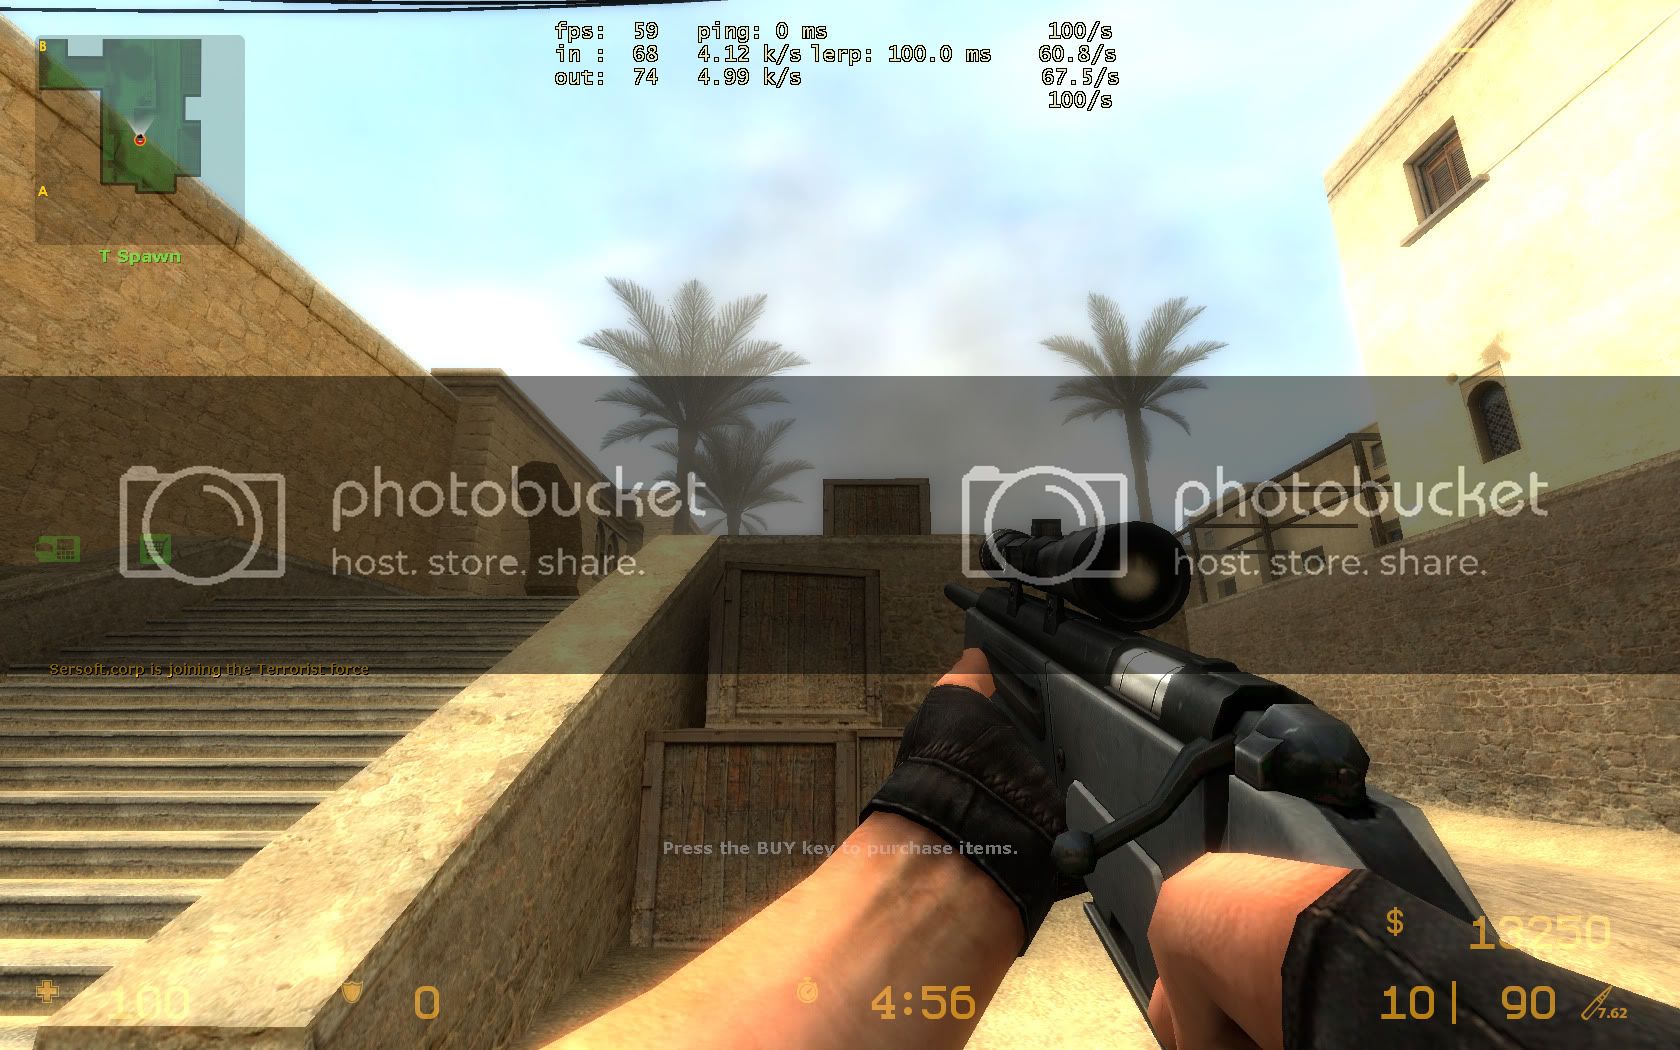 fps: 59 ping: 0 ms 100/s
in : 68 4.12 k/s lerp: 100.0 ms 60.8/s
out: 74 4.99 k/s 67.5/s
100/s
B
A
T Spawn
photobucket photobucket
host. store. share. host. store. share.
Sersoft.corp is joining the Terrorist force
Press the BUY key to purchase items.
$ 13250
100 0 4:56 10| 90 7.62